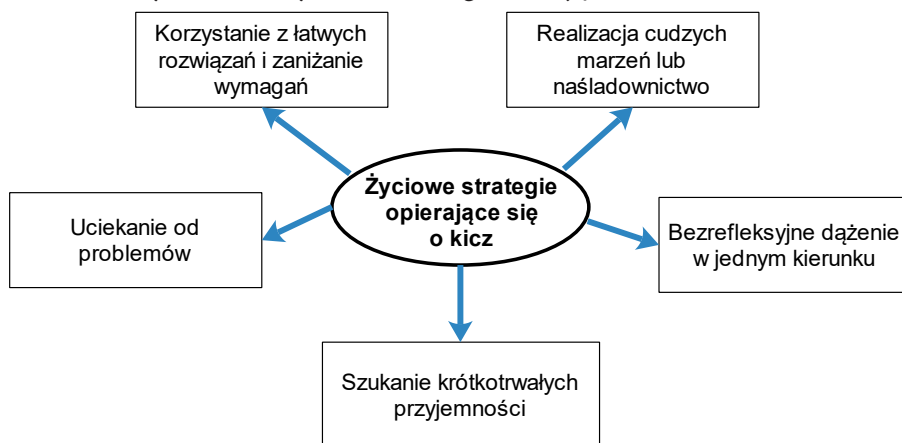 Korzystanie z łatwych
rozwiązań i zaniżanie
wymagań
Realizacja cudzych
marzeń lub
naśladownictwo
Życiowe strategie
opierające się
o kicz
Uciekanie od
problemów
Bezrefleksyjne dążenie
w jednym kierunku
Szukanie krótkotrwałych
przyjemności